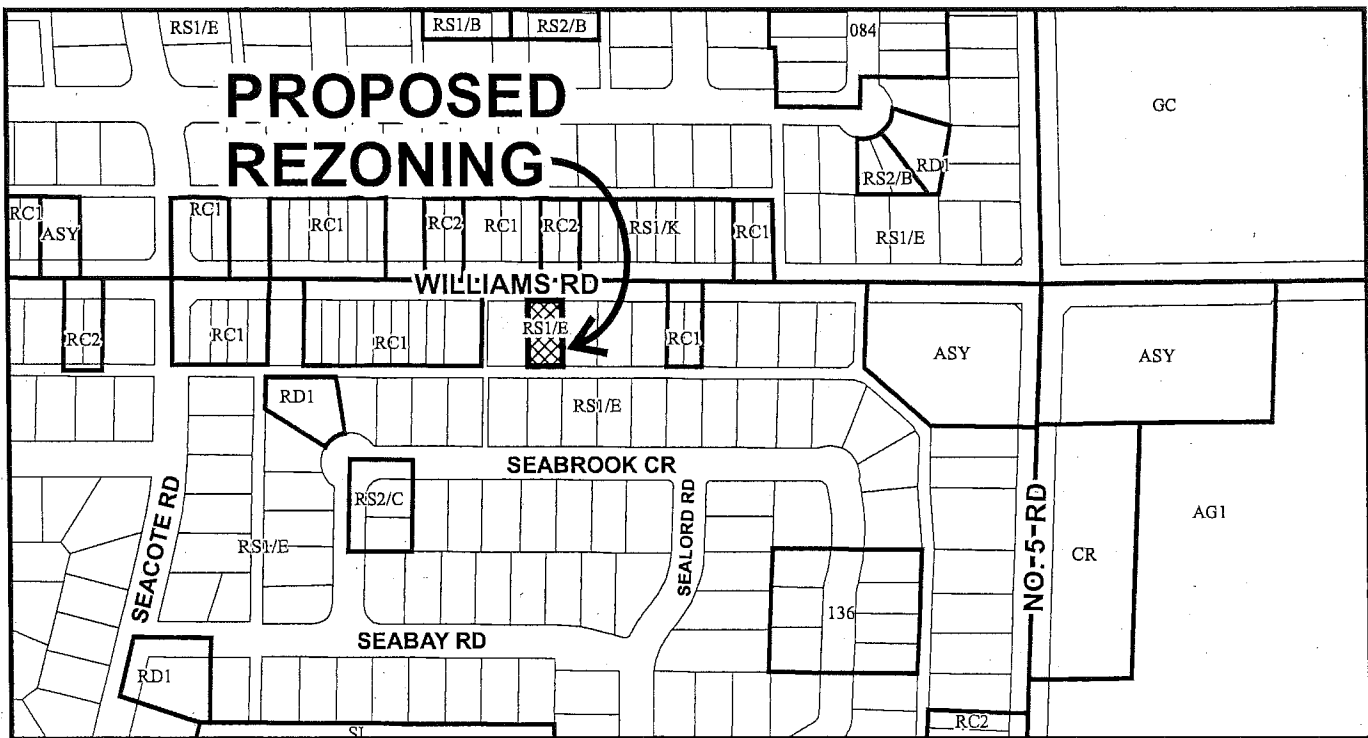 RS1/E
RS1/B
RS2/B
084
PROPOSED
REZONING
GC
RD1
RS2/B
RC1
ASY
RC1
RC1
RC2
RC1
RC2
RS1/K
RC1
RS1/E
WILLIAMS RD
RC2
RC1
RC1
RS1/E
RC1
ASY
ASY
RD1
RS1/E
SEABROOK CR
RS2/C
SEACOTE RD
RS1/E
SEALORD RD
NO. 5 RD
AG1
CR
136
SEABAY RD
RD1
RC2